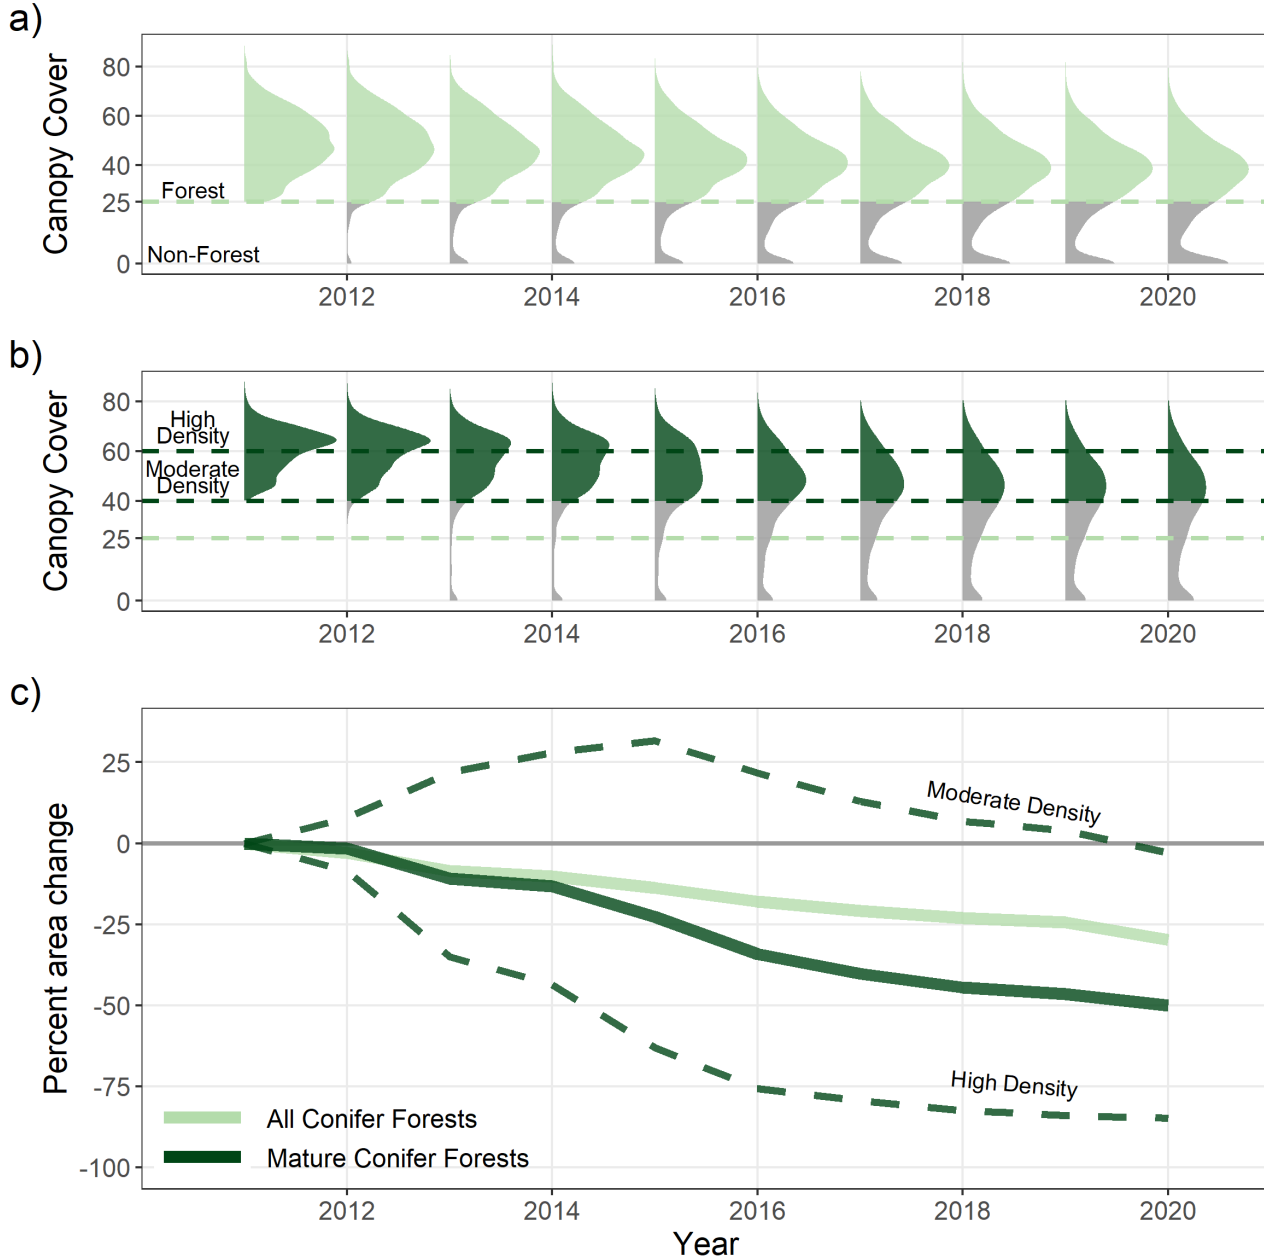 a)
Canopy Cover
80
60
40
25
0
Forest
Non-Forest
2012 2014 2016 2018 2020
b)
Canopy Cover
80
60
40
25
0
High
Density
Moderate
Density
2012 2014 2016 2018 2020
c)
Percent area change
25
0
-25
-50
-75
-100
Moderate Density
High Density
All Conifer Forests
Mature Conifer Forests
2012 2014 2016 2018 2020
Year